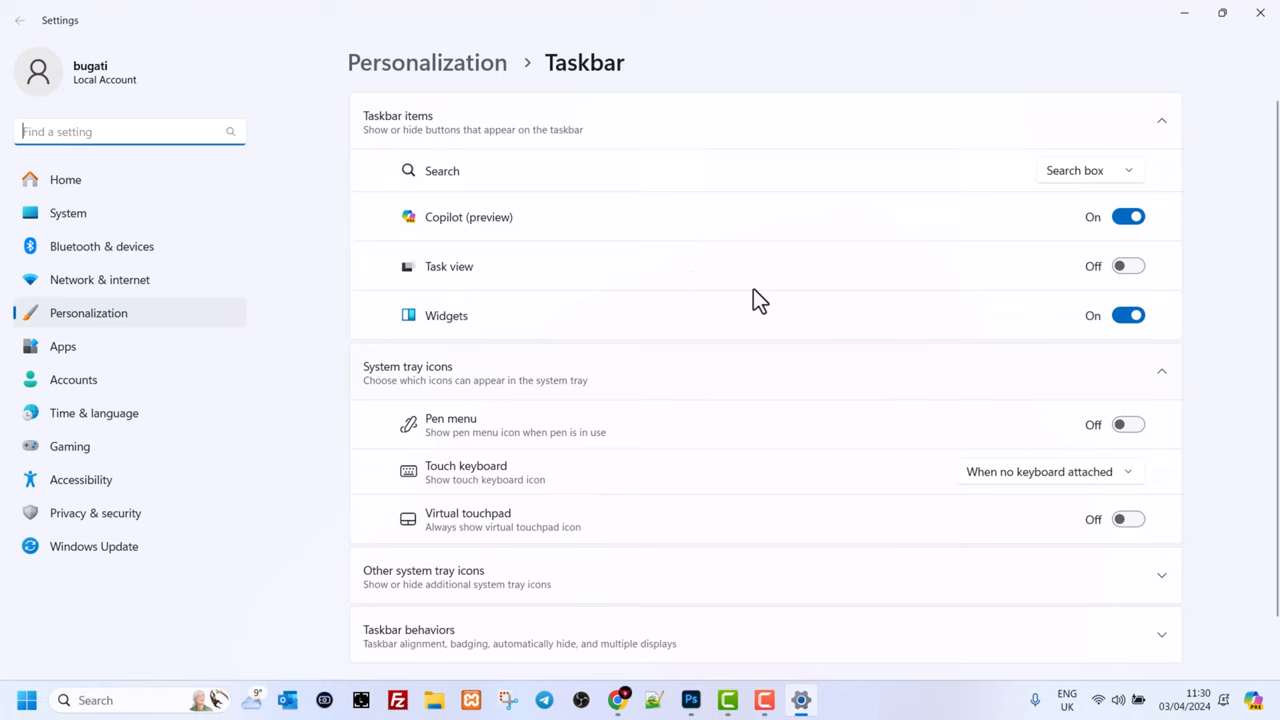 Settings
bugati
Local Account
Find a setting
Home
System
Bluetooth & devices
Network & internet
Personalization
Apps
Accounts
Time & language
Gaming
Accessibility
Privacy & security
Windows Update
Personalization > Taskbar
Taskbar items
Show or hide buttons that appear on the taskbar
Search
Search box
Copilot (preview)
On
Task view
Off
Widgets
On
System tray icons
Choose which icons can appear in the system tray
Pen menu
Show pen menu icon when pen is in use
Off
Touch keyboard
Show touch keyboard icon
When no keyboard attached
Virtual touchpad
Always show virtual touchpad icon
Off
Other system tray icons
Show or hide additional system tray icons
Taskbar behaviors
Taskbar alignment, badging, automatically hide, and multiple displays
Search
9°
Fz
Ps
ENG
UK
11:30
03/04/2024
PRE